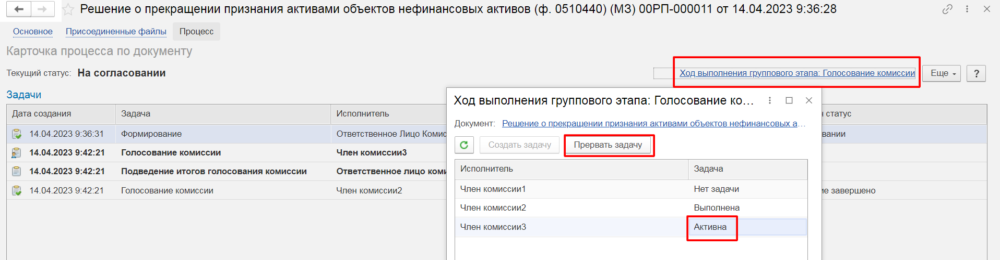 Решение о прекращении признания активами объектов нефинансовых активов (ф. 0510440) (МЗ) 00РП-000011 от 14.04.2023 9:36:28
Основное Присоединенные файлы Процесс
Карточка процесса по документу
Текущий статус: На согласовании
Ход выполнения группового этапа: Голосование комиссии Еще ?
Задачи
Дата создания Задача Исполнитель н статус
14.04.2023 9:36:31 Формирование Ответственное Лицо Комис овании
14.04.2023 9:42:21 Голосование комиссии Член комиссии3
14.04.2023 9:42:21 Подведение итогов голосования комиссии Ответственное лицо коми
14.04.2023 9:42:21 Голосование комиссии Член комиссии2 ие завершено
Ход выполнения группового этапа: Голосование ко...
Документ: Решение о прекращении признания активами объектов нефинансовых а...
Создать задачу Прервать задачу
Исполнитель Задача
Член комиссии1 Нет задачи
Член комиссии2 Выполнена
Член комиссии3 Активна